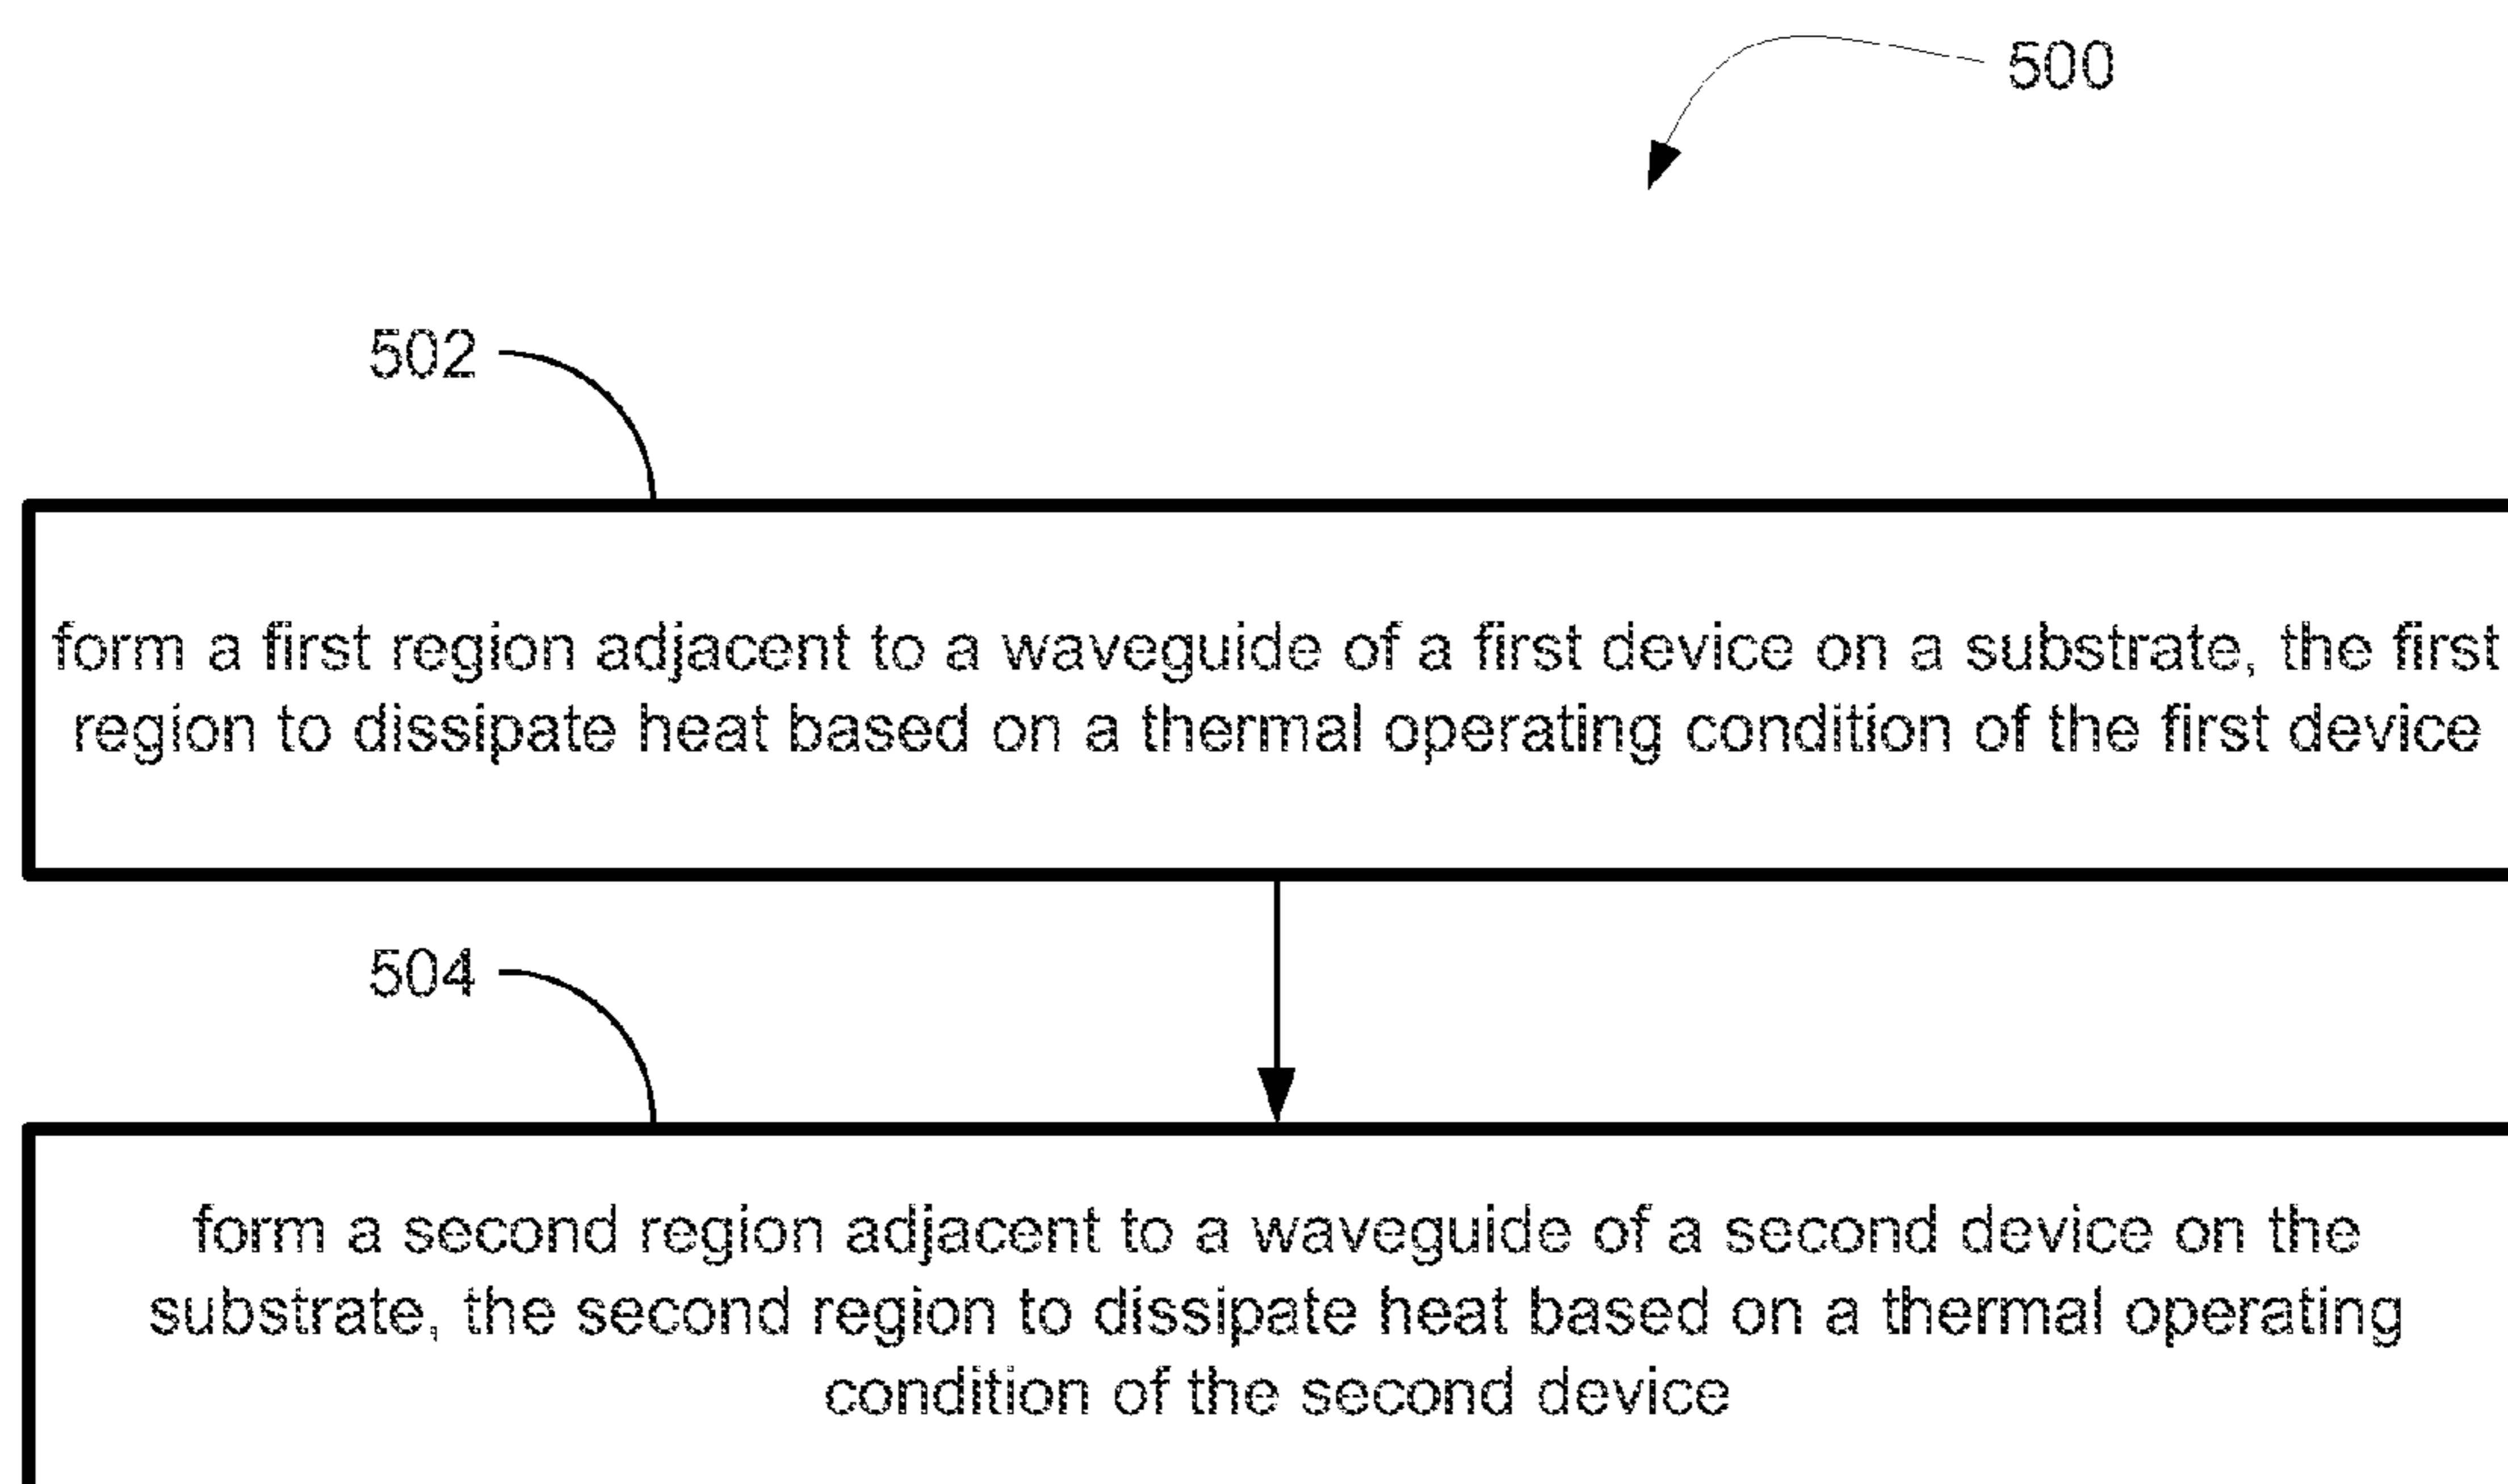 500
502
form a first region adjacent to a waveguide of a first device on a substrate, the first
region to dissipate heat based on a thermal operating condition of the first device
504
form a second region adjacent to a waveguide of a second device on the
substrate, the second region to dissipate heat based on a thermal operating
condition of the second device